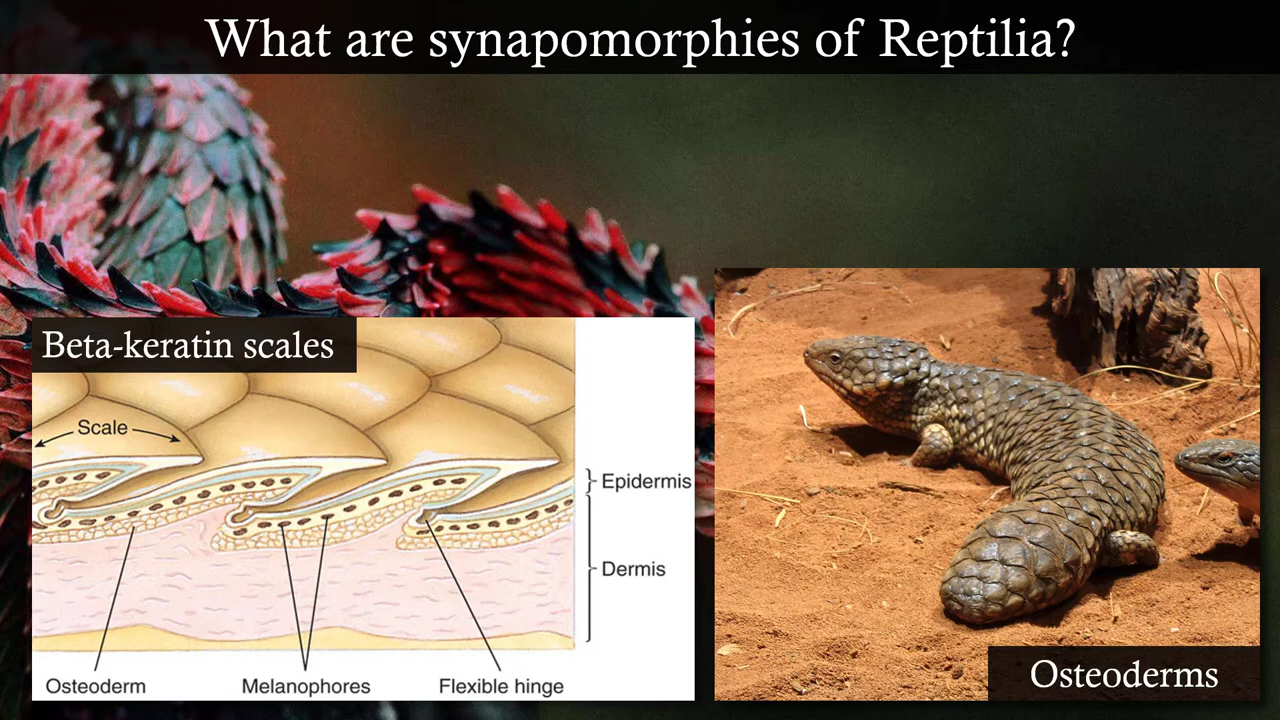 What are synapomorphies of Reptilia?
Beta-keratin scales
Scale
Epidermis
Dermis
Osteoderm
Melanophores
Flexible hinge
Osteoderms